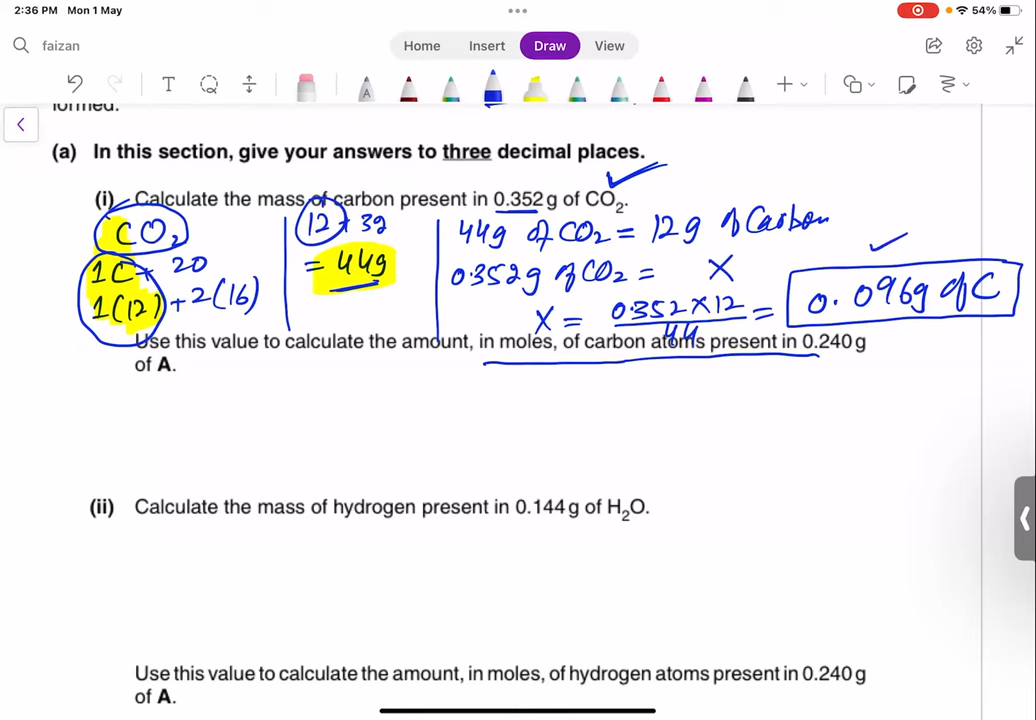 2:36 PM Mon 1 May
54%
faizan
Home Insert Draw View
T
A
formed.
(a) In this section, give your answers to three decimal places.
(i) Calculate the mass of carbon present in 0.352 g of CO2.
CO2
1C + 2O
1(12) + 2(16)
12 + 32
= 44g
44g of CO2 = 12g of Carbon
0.352g of CO2 = X
X = 0.352 X 12 = 0.096g of C
44
Use this value to calculate the amount, in moles, of carbon atoms present in 0.240 g
of A.
(ii) Calculate the mass of hydrogen present in 0.144 g of H2O.
Use this value to calculate the amount, in moles, of hydrogen atoms present in 0.240 g
of A.